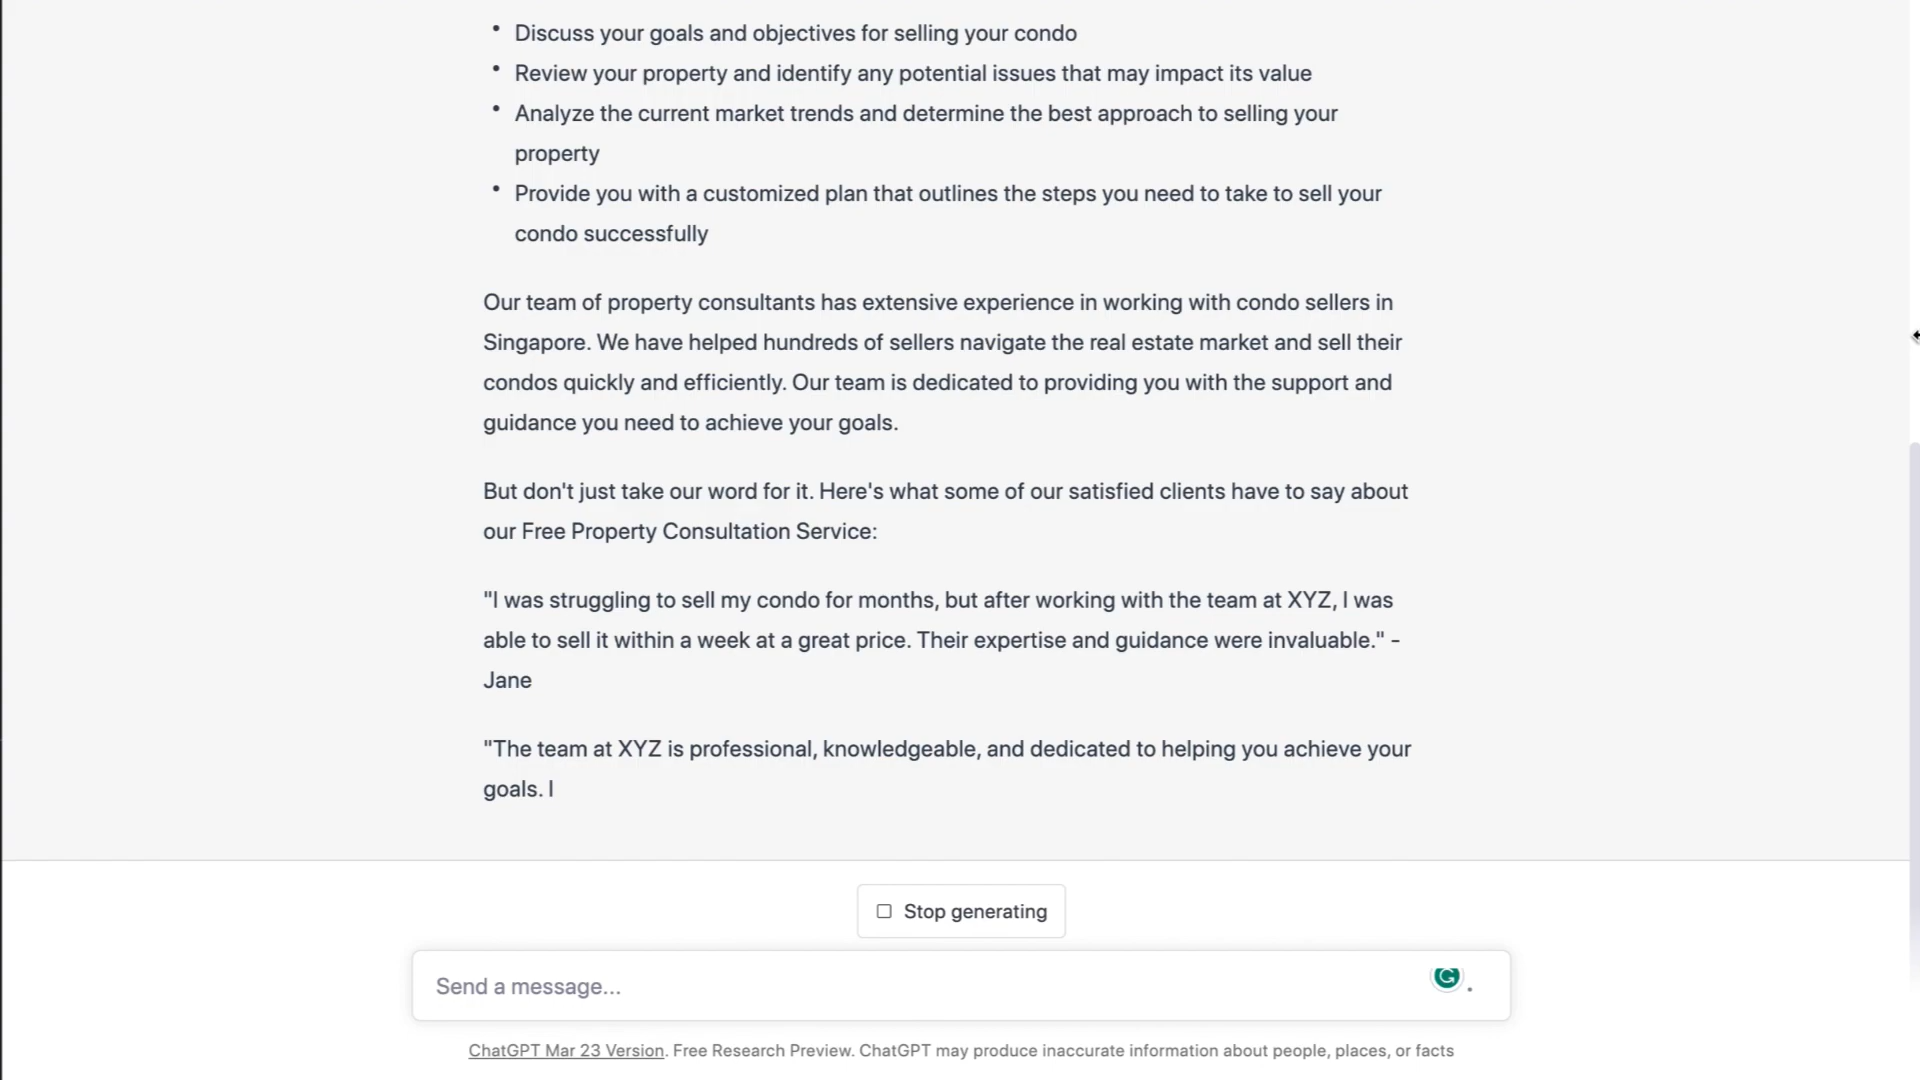 • Discuss your goals and objectives for selling your condo
• Review your property and identify any potential issues that may impact its value
• Analyze the current market trends and determine the best approach to selling your
property
• Provide you with a customized plan that outlines the steps you need to take to sell your
condo successfully
Our team of property consultants has extensive experience in working with condo sellers in
Singapore. We have helped hundreds of sellers navigate the real estate market and sell their
condos quickly and efficiently. Our team is dedicated to providing you with the support and
guidance you need to achieve your goals.
But don't just take our word for it. Here's what some of our satisfied clients have to say about
our Free Property Consultation Service:
"I was struggling to sell my condo for months, but after working with the team at XYZ, I was
able to sell it within a week at a great price. Their expertise and guidance were invaluable." -
Jane
"The team at XYZ is professional, knowledgeable, and dedicated to helping you achieve your
goals. I
Stop generating
Send a message...
ChatGPT Mar 23 Version. Free Research Preview. ChatGPT may produce inaccurate information about people, places, or facts